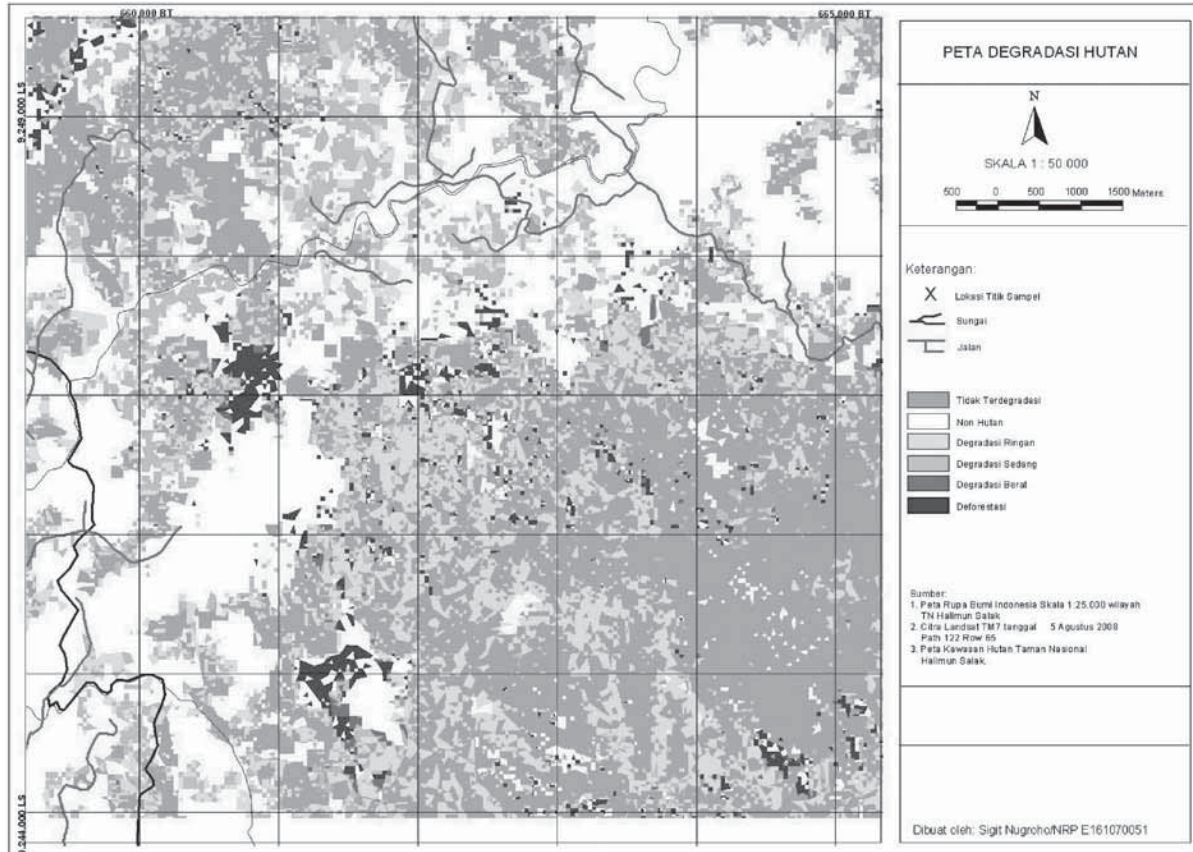 660.000 BT
665.000 BT
9.249.000 LS
9.244.000 LS
PETA DEGRADASI HUTAN
N
SKALA 1 : 50.000
500 0 500 1000 1500 Meters
Keterangan:
X Lokasi Titik Sampel
Sungai
Jalan
Tidak Terdegradasi
Non Hutan
Degradasi Ringan
Degradasi Sedang
Degradasi Berat
Deforestasi
Sumber:
1. Peta Rupa Bumi Indonesia Skala 1:25.000 wilayah
TN Halimun Salak
2. Citra Landsat TM7 tanggal 5 Agustus 2008
Path 122 Row 65
3. Peta Kawasan Hutan Taman Nasional
Halimun Salak.
Dibuat oleh: Sigit Nugroho/NRP E161070051